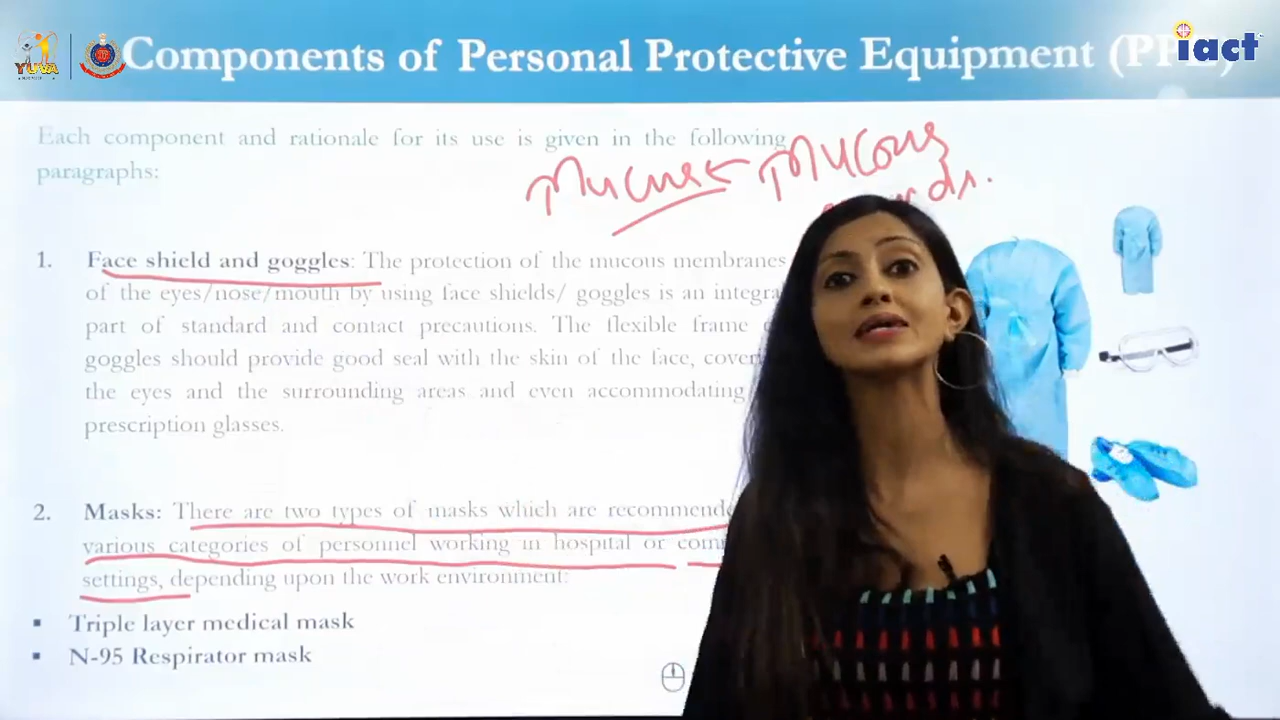 Components of Personal Protective Equipment (PPE)
YUVA
iact
Each component and rationale for its use is given in the following
paragraphs:
Mucus Mucous
1. Face shield and goggles: The protection of the mucous membranes
of the eyes/nose/mouth by using face shields/ goggles is an integra
part of standard and contact precautions. The flexible frame
goggles should provide good seal with the skin of the face, cover
the eyes and the surrounding areas and even accommodating
prescription glasses.
2. Masks: There are two types of masks which are recommende
various categories of personnel working in hospital or com
settings, depending upon the work environment:
▪ Triple layer medical mask
▪ N-95 Respirator mask